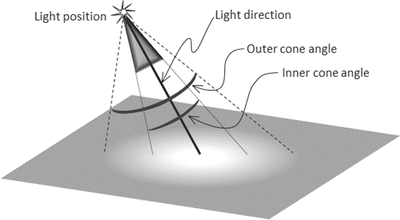 Light position
Light direction
Outer cone angle
Inner cone angle